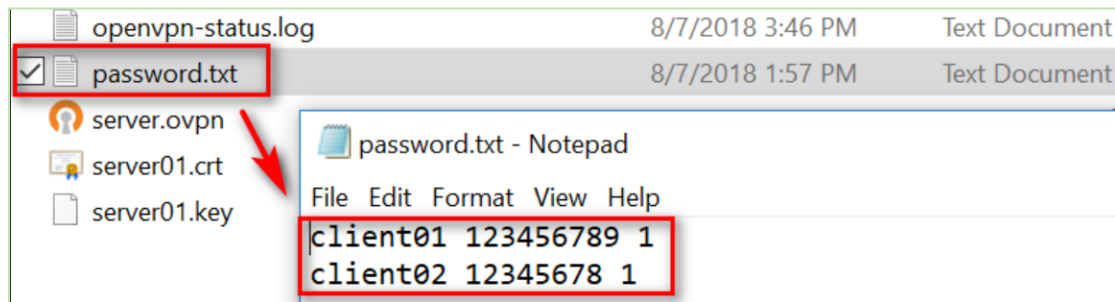 openvpn-status.log 8/7/2018 3:46 PM Text Document
password.txt 8/7/2018 1:57 PM Text Document
server.ovpn
server01.crt
server01.key
password.txt - Notepad
File Edit Format View Help
client01 123456789 1
client02 12345678 1